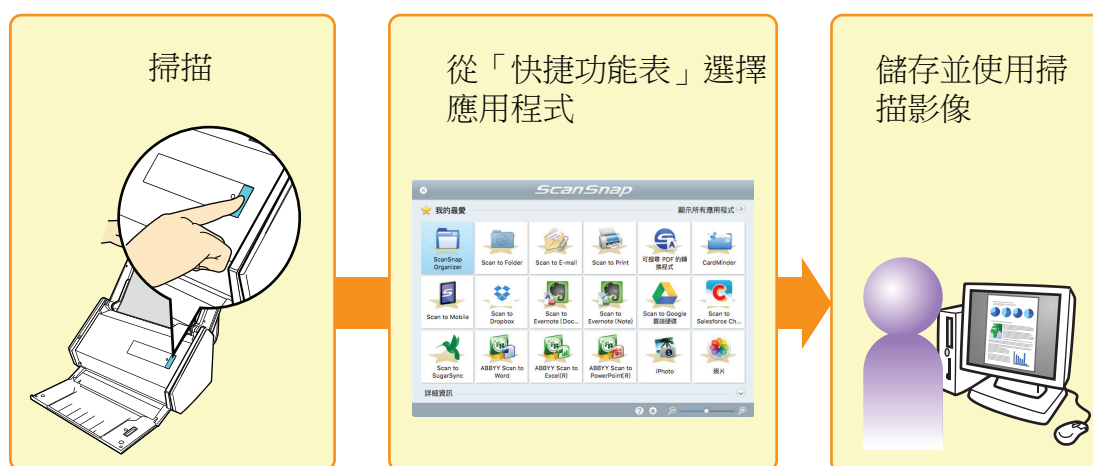 掃描
從「快捷功能表」選擇
應用程式
儲存並使用掃
描影像
ScanSnap
我的最愛
顯示所有應用程式
ScanSnap
Organizer
Scan to Folder
Scan to E-mail
Scan to Print
可搜尋 PDF 的轉
換程式
CardMinder
Scan to Mobile
Scan to
Dropbox
Scan to
Evernote (Doc...
Scan to
Evernote (Note)
Scan to Google
雲端硬碟
Scan to
Salesforce Ch...
Scan to
SugarSync
ABBYY Scan to
Word
ABBYY Scan to
Excel(R)
ABBYY Scan to
PowerPoint(R)
iPhoto
照片
詳細資訊